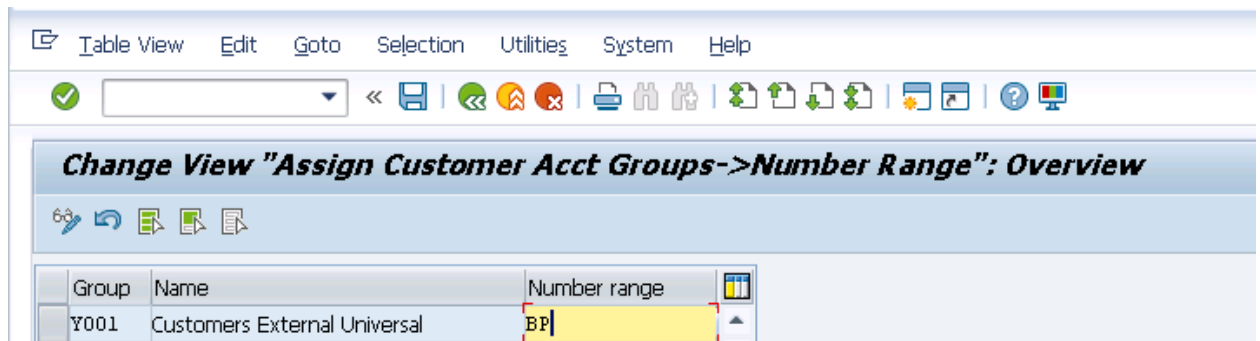 Table View Edit Goto Selection Utilities System Help
Change View "Assign Customer Acct Groups->Number Range": Overview
Group Name Number range
Y001 Customers External Universal BP